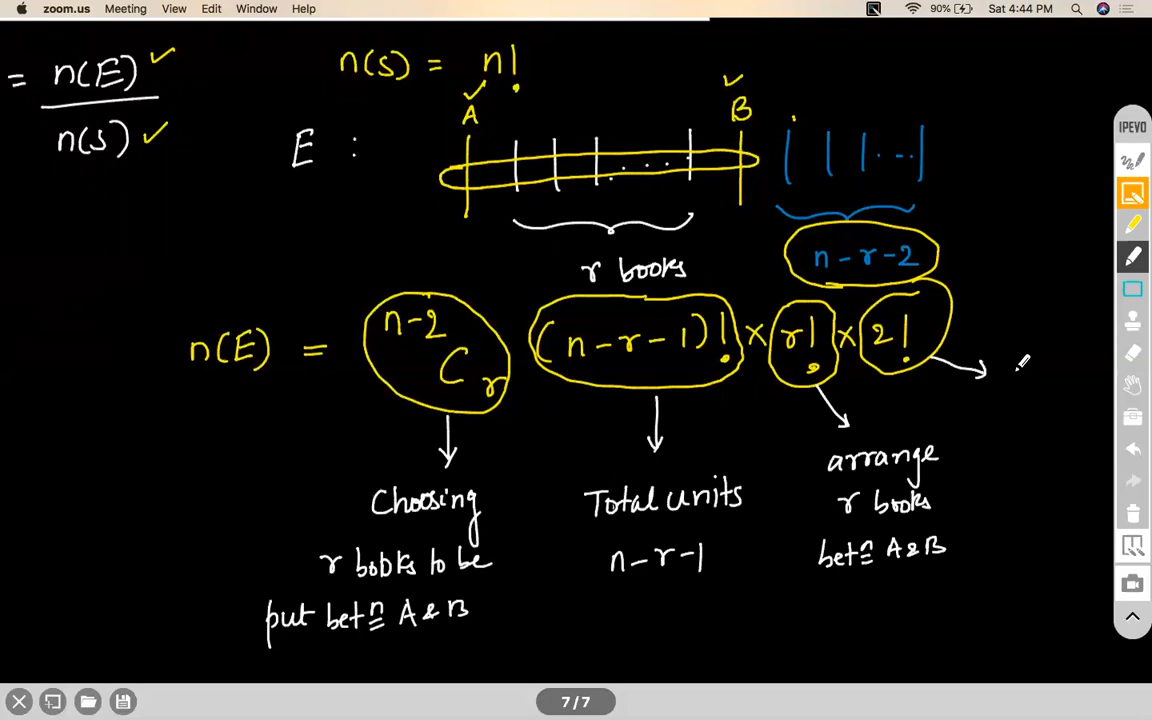 zoom.us Meeting View Edit Window Help 90% Sat 4:44 PM
= n(E) / n(S)
n(S) = n!
A B
E :
r books
n-r-2
n(E) = n-2 C r (n-r-1)! × r! × 2!
Choosing
r books to be
put betn A & B
Total units
n-r-1
arrange
r books
betn A & B
IPEVO
7/7